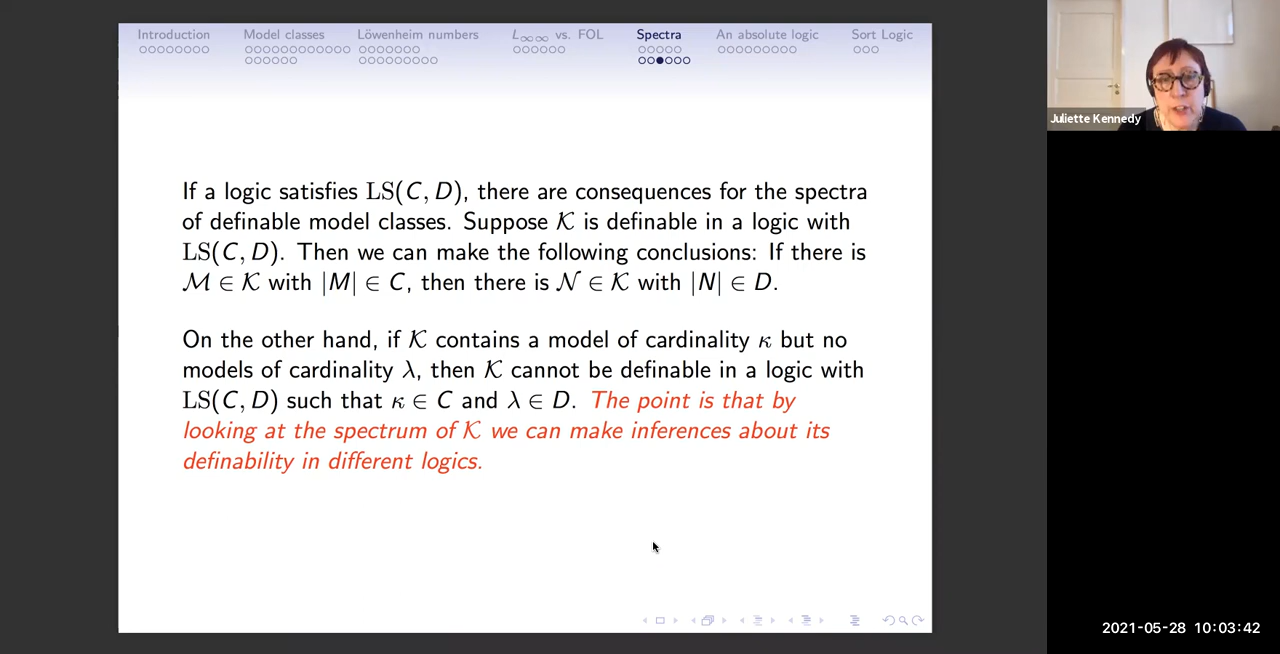 Introduction Model classes Löwenheim numbers L∞∞ vs. FOL Spectra An absolute logic Sort Logic
Juliette Kennedy
If a logic satisfies LS(C, D), there are consequences for the spectra
of definable model classes. Suppose 𝒦 is definable in a logic with
LS(C, D). Then we can make the following conclusions: If there is
ℳ ∈ 𝒦 with |M| ∈ C, then there is 𝒩 ∈ 𝒦 with |N| ∈ D.
On the other hand, if 𝒦 contains a model of cardinality κ but no
models of cardinality λ, then 𝒦 cannot be definable in a logic with
LS(C, D) such that κ ∈ C and λ ∈ D. The point is that by
looking at the spectrum of 𝒦 we can make inferences about its
definability in different logics.
2021-05-28 10:03:42